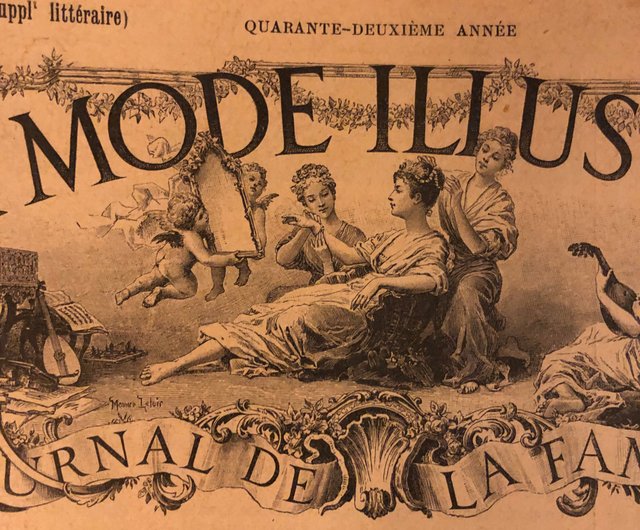 uppl^t littéraire)
QUARANTE-DEUXIÈME ANNÉE
MODE ILLUS
Maurice Leloir
URNAL DE LA FAM